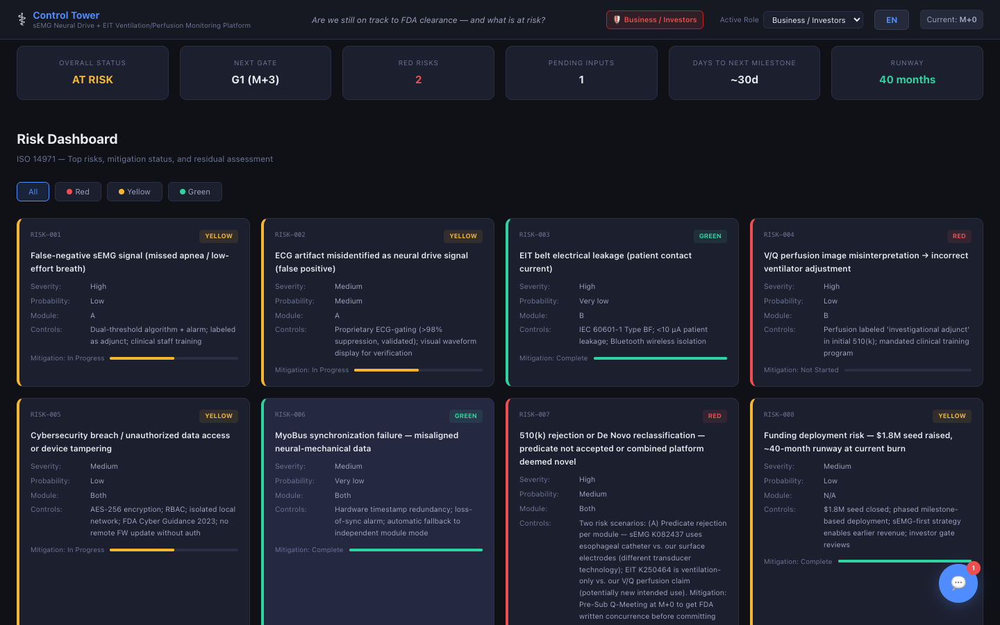 Control Tower
sEMG Neural Drive + EIT Ventilation/Perfusion Monitoring Platform
Are we still on track to FDA clearance — and what is at risk?
Business / Investors
Active Role
Business / Investors
EN
Current: M+0
OVERALL STATUS
AT RISK
NEXT GATE
G1 (M+3)
RED RISKS
2
PENDING INPUTS
1
DAYS TO NEXT MILESTONE
~30d
RUNWAY
40 months
Risk Dashboard
ISO 14971 — Top risks, mitigation status, and residual assessment
All
Red
Yellow
Green
RISK-001
YELLOW
False-negative sEMG signal (missed apnea / low-
effort breath)
Severity: High
Probability: Low
Module: A
Controls: Dual-threshold algorithm + alarm; labeled
as adjunct; clinical staff training
Mitigation: In Progress
RISK-002
YELLOW
ECG artifact misidentified as neural drive signal
(false positive)
Severity: Medium
Probability: Medium
Module: A
Controls: Proprietary ECG-gating (>98%
suppression, validated); visual waveform
display for verification
Mitigation: In Progress
RISK-003
GREEN
EIT belt electrical leakage (patient contact
current)
Severity: High
Probability: Very low
Module: B
Controls: IEC 60601-1 Type BF; <10 μA patient
leakage; Bluetooth wireless isolation
Mitigation: Complete
RISK-004
RED
V/Q perfusion image misinterpretation → incorrect
ventilator adjustment
Severity: High
Probability: Low
Module: B
Controls: Perfusion labeled 'investigational adjunct'
in initial 510(k); mandated clinical training
program
Mitigation: Not Started
RISK-005
YELLOW
Cybersecurity breach / unauthorized data access
or device tampering
Severity: Medium
Probability: Low
Module: Both
Controls: AES-256 encryption; RBAC; isolated local
network; FDA Cyber Guidance 2023; no
remote FW update without auth
Mitigation: In Progress
RISK-006
GREEN
MyoBus synchronization failure — misaligned
neural-mechanical data
Severity: Medium
Probability: Very low
Module: Both
Controls: Hardware timestamp redundancy; loss-
of-sync alarm; automatic fallback to
independent module mode
Mitigation: Complete
RISK-007
RED
510(k) rejection or De Novo reclassification —
predicate not accepted or combined platform
deemed novel
Severity: High
Probability: Medium
Module: Both
Controls: Two risk scenarios: (A) Predicate rejection
per module — sEMG K082437 uses
esophageal catheter vs. our surface
electrodes (different transducer
technology); EIT K250464 is ventilation-
only vs. our V/Q perfusion claim
(potentially new intended use). Mitigation:
Pre-Sub Q-Meeting at M+0 to get FDA
written concurrence before committing
RISK-008
YELLOW
Funding deployment risk — $1.8M seed raised,
~40-month runway at current burn
Severity: Medium
Probability: Low
Module: N/A
Controls: $1.8M seed closed; phased milestone-
based deployment; sEMG-first strategy
enables earlier revenue; investor gate
reviews
Mitigation: Complete
1